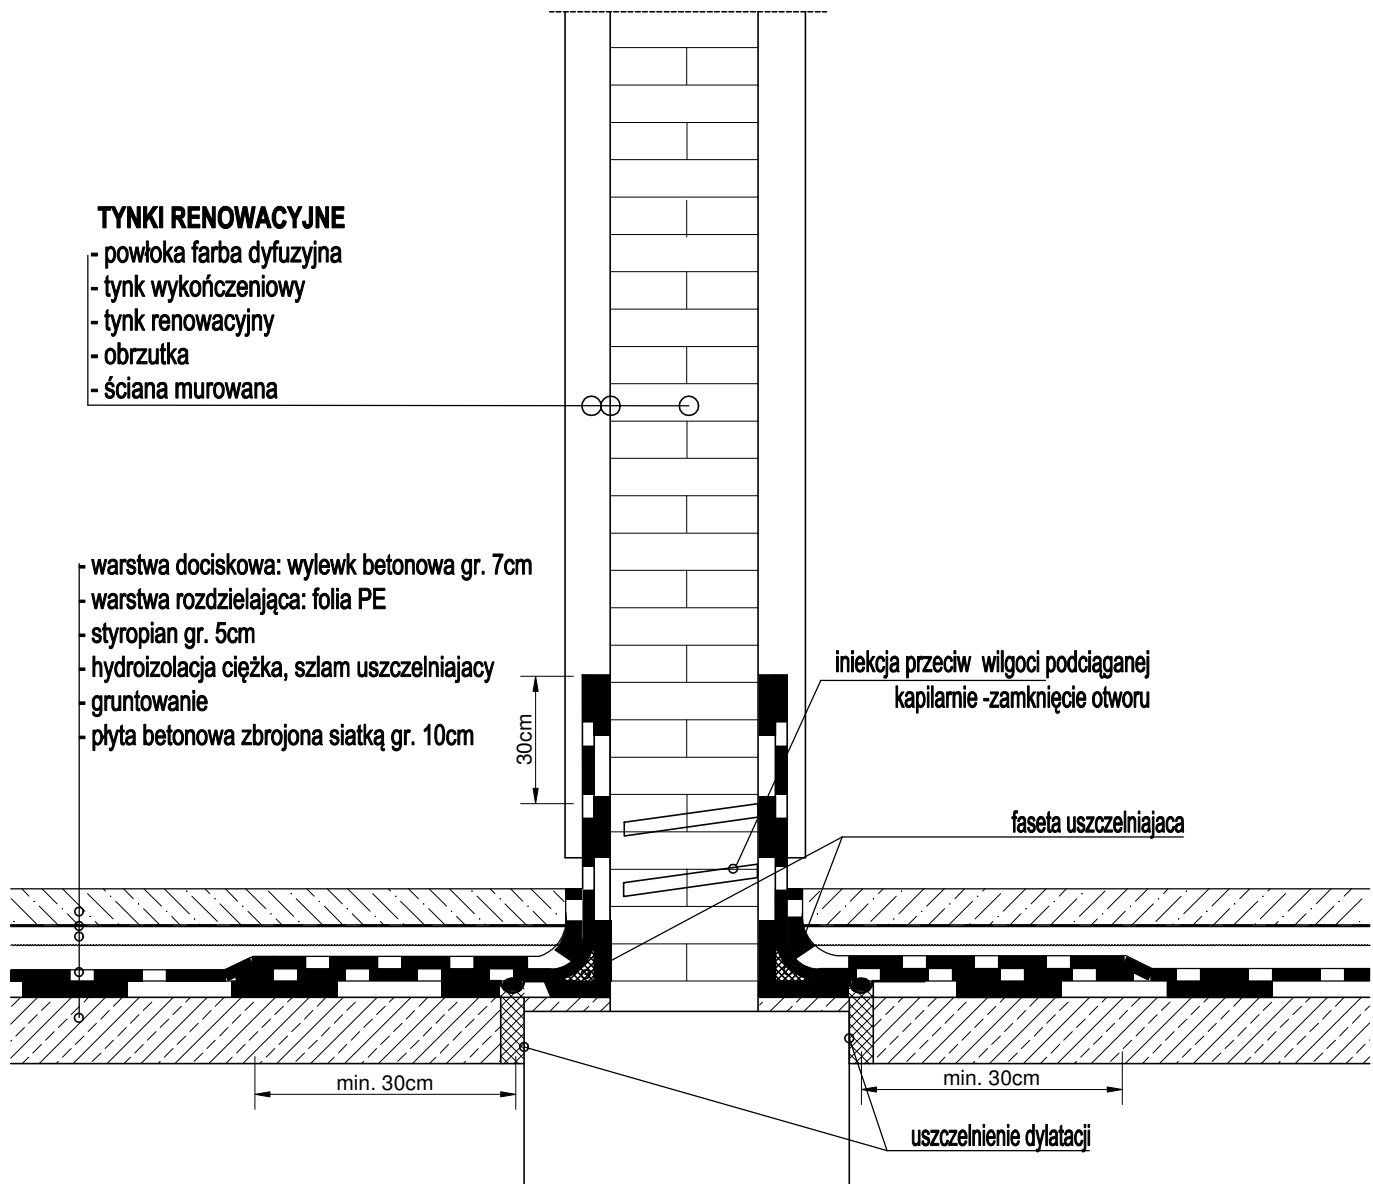 TYNKI RENOWACYJNE
- powłoka farba dyfuzyjna
- tynk wykończeniowy
- tynk renowacyjny
- obrzutka
- ściana murowana
- warstwa dociskowa: wylewk betonowa gr. 7cm
- warstwa rozdzielająca: folia PE
- styropian gr. 5cm
- hydroizolacja ciężka, szlam uszczelniajacy
- gruntowanie
- płyta betonowa zbrojona siatką gr. 10cm
30cm
iniekcja przeciw wilgoci podciąganej
kapilarnie -zamknięcie otworu
faseta uszczelniajaca
min. 30cm
min. 30cm
uszczelnienie dylatacji